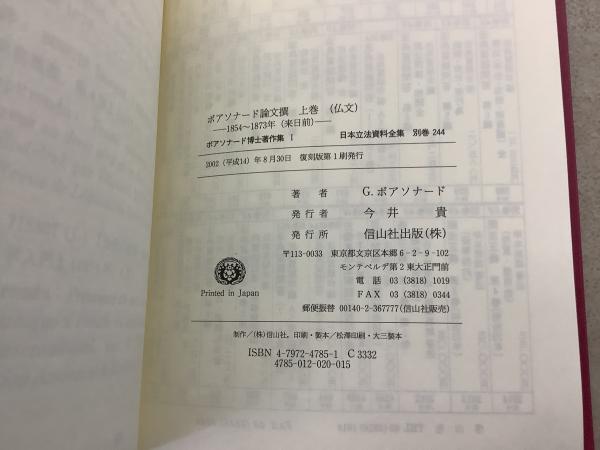 ボアソナード論文撰 上巻 (仏文)
——1854〜1873年(来日前)——
ボアソナード博士著作集 I 日本立法資料全集 別巻 244
2002(平成14)年8月30日 復刻版第1刷発行
著者 G. ボアソナード
発行者 今井 貴
発行所 信山社出版(株)
〒113-0033 東京都文京区本郷6-2-9-102
モンテベルデ第2東大正門前
電話 03 (3818) 1019
FAX 03 (3818) 0344
郵便振替 00140-2-367777(信山社販売)
Printed in Japan
制作/(株)信山社, 印刷・製本/松澤印刷・大三製本
ISBN 4-7972-4785-1 C 3332
4785-012-020-015